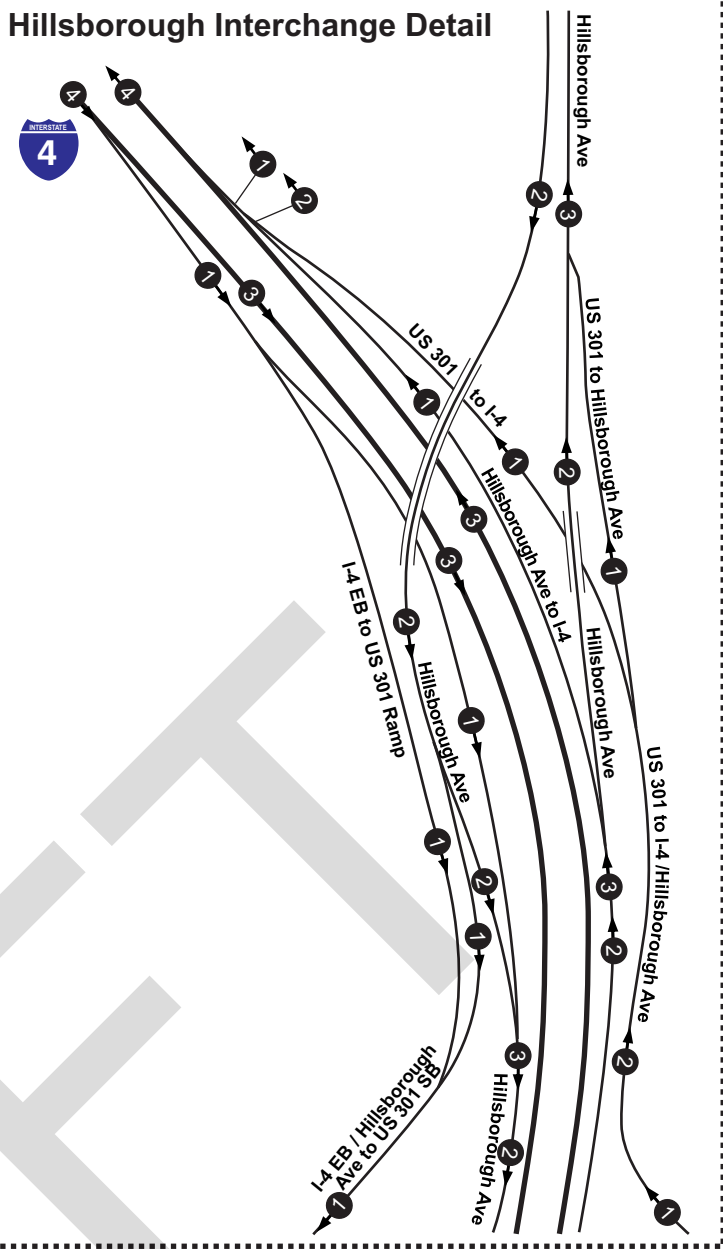 Hillsborough Interchange Detail
INTERSTATE
4
4
4
1
2
2
3
Hillsborough Ave
1
3
US 301
to I-4
1
1
2
US 301 to Hillsborough Ave
3
Hillsborough Ave to I-4
3
1
I-4 EB to US 301 Ramp
2
Hillsborough Ave
Hillsborough Ave
1
US 301 to I-4 /Hillsborough Ave
1
2
3
1
2
3
2
I-4 EB / Hillsborough
Ave to US 301 SB
Hillsborough Ave
2
1
1
FT